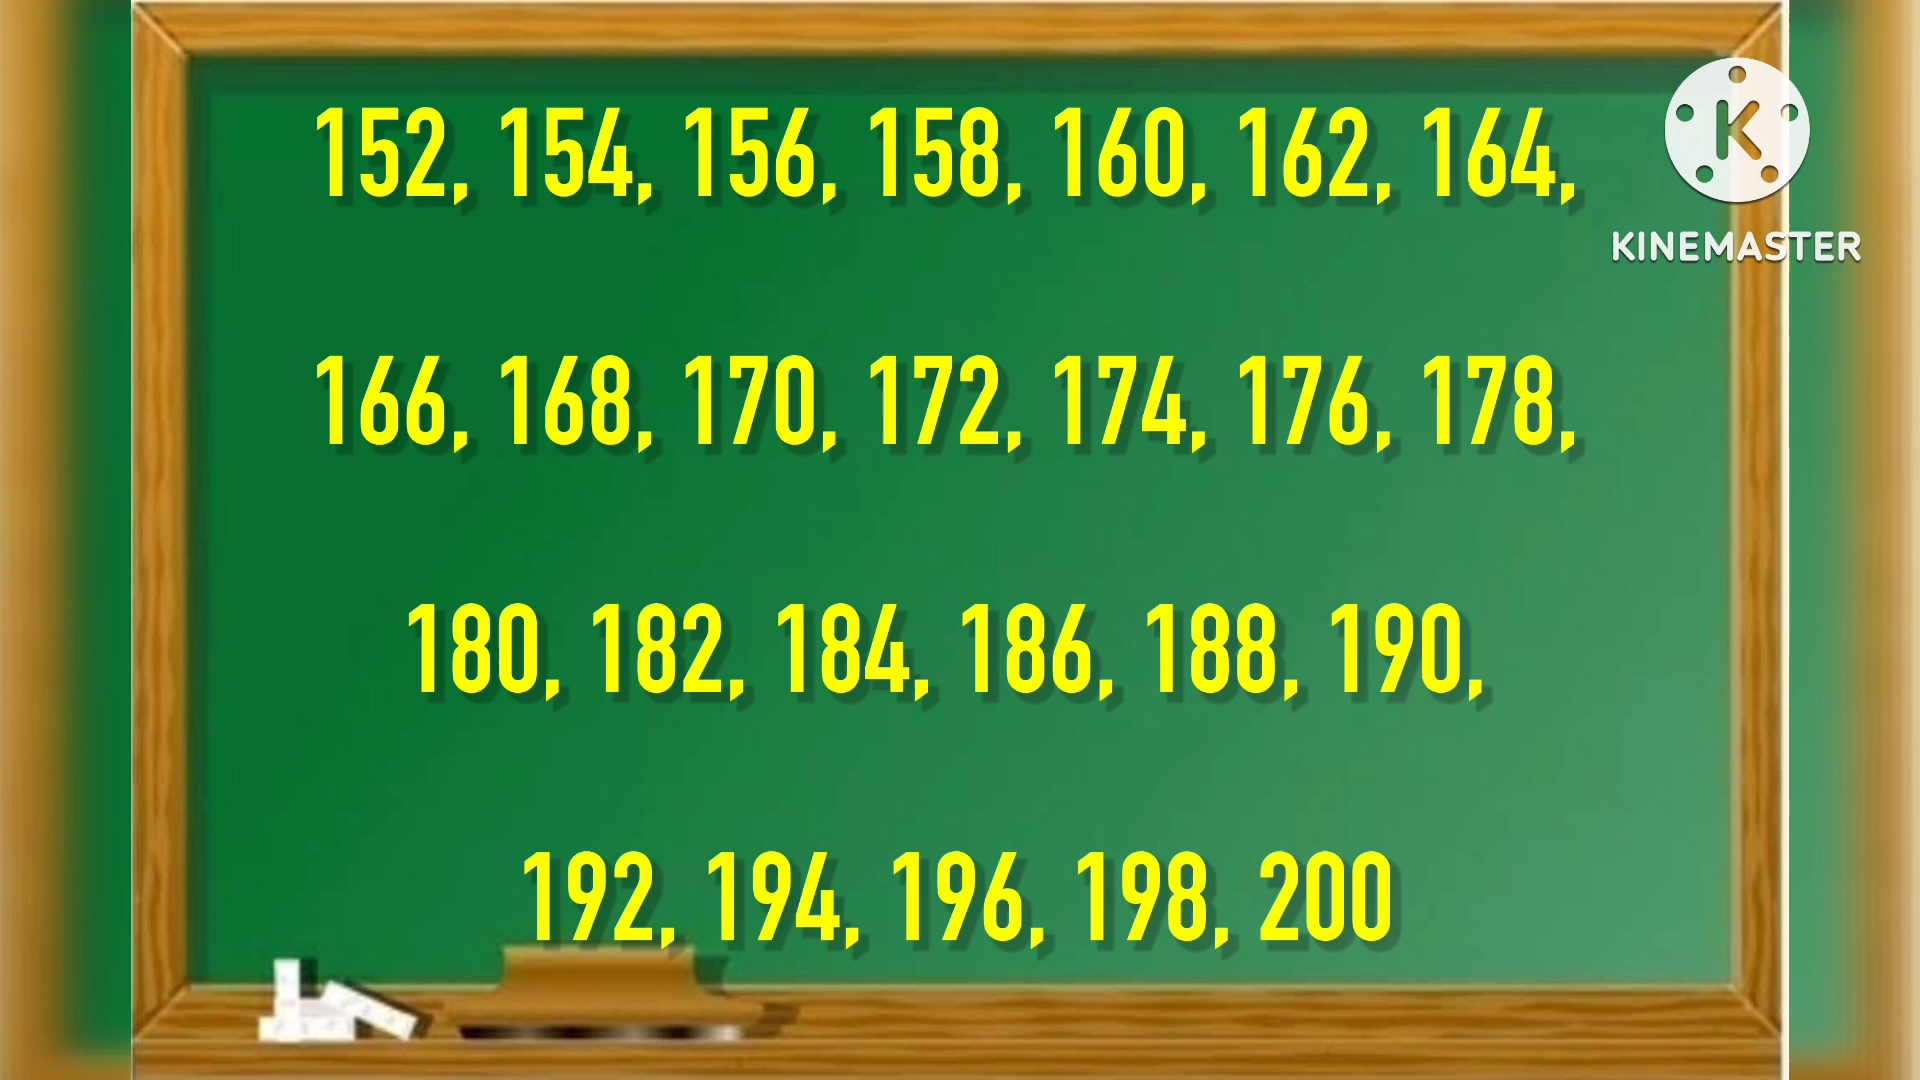 152, 154, 156, 158, 160, 162, 164,
K
KINEMASTER
166, 168, 170, 172, 174, 176, 178,
180, 182, 184, 186, 188, 190,
192, 194, 196, 198, 200